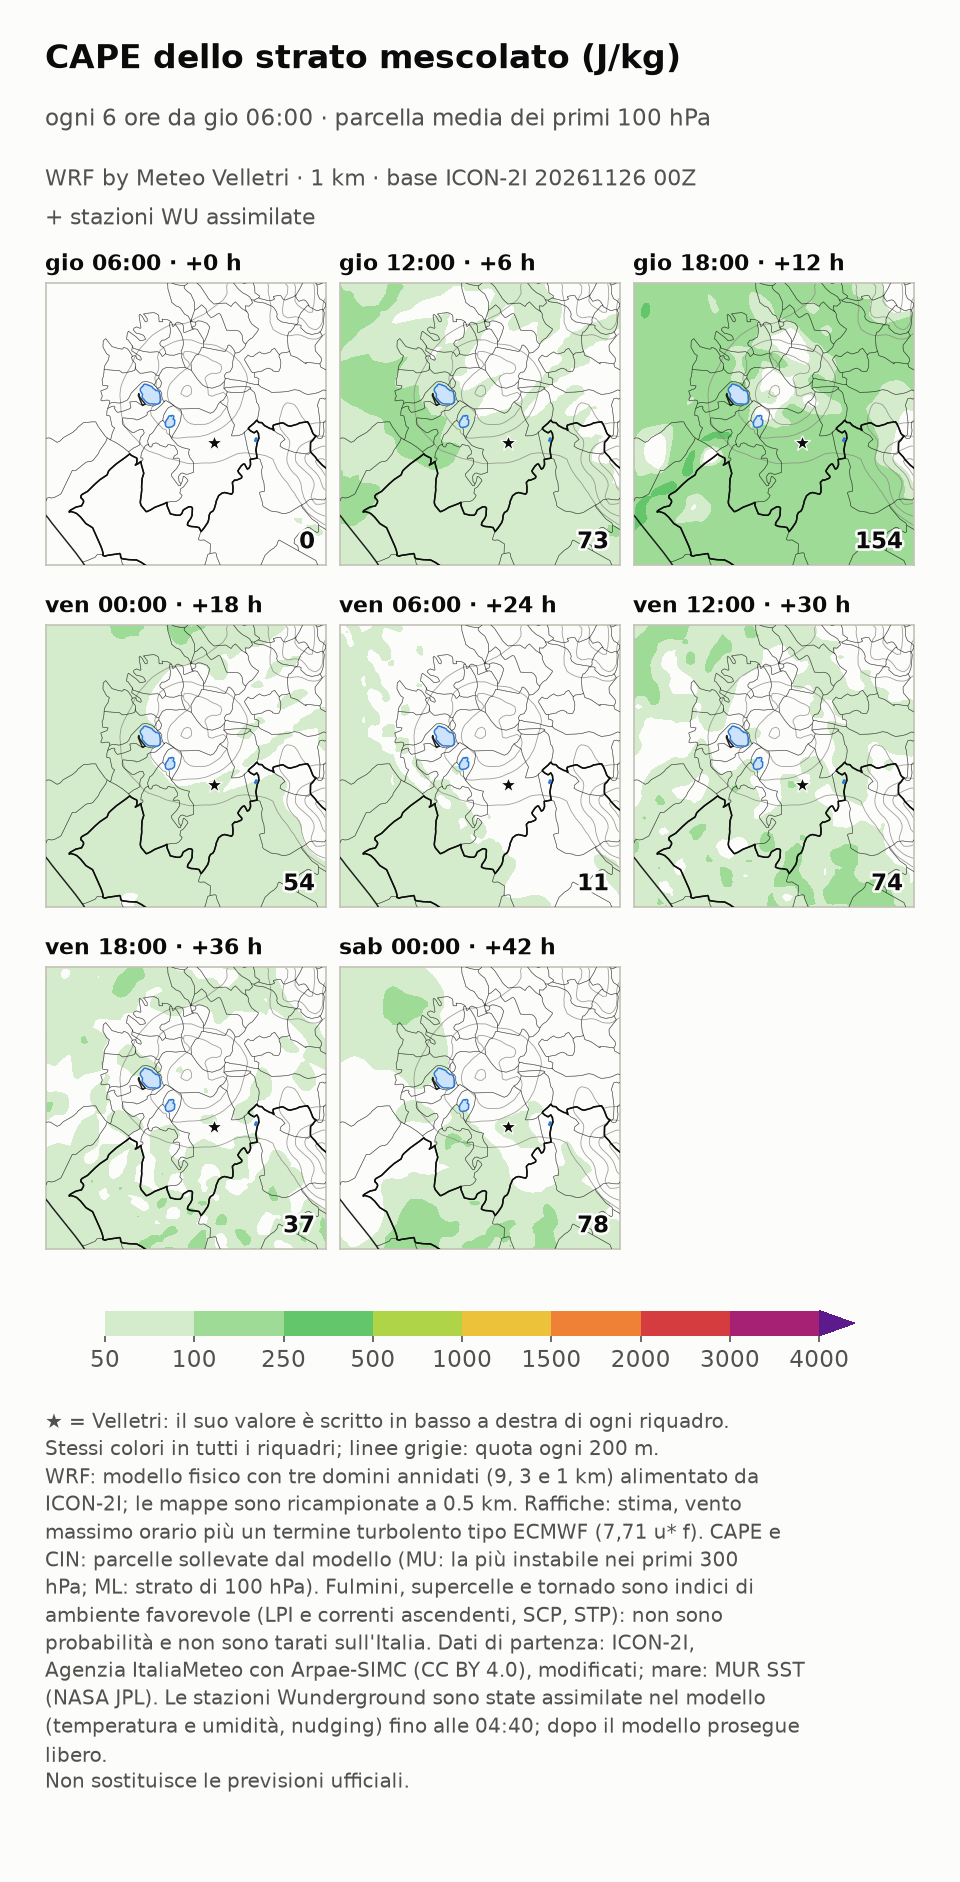 CAPE dello strato mescolato (J/kg)
ogni 6 ore da gio 06:00 · parcella media dei primi 100 hPa
WRF by Meteo Velletri · 1 km · base ICON-2I 20261126 00Z
+ stazioni WU assimilate
gio 06:00 · +0 h
gio 12:00 · +6 h
gio 18:00 · +12 h
0
73
154
ven 00:00 · +18 h
ven 06:00 · +24 h
ven 12:00 · +30 h
54
11
74
ven 18:00 · +36 h
sab 00:00 · +42 h
37
78
50 100 250 500 1000 1500 2000 3000 4000
★ = Velletri: il suo valore è scritto in basso a destra di ogni riquadro.
Stessi colori in tutti i riquadri; linee grigie: quota ogni 200 m.
WRF: modello fisico con tre domini annidati (9, 3 e 1 km) alimentato da
ICON-2I; le mappe sono ricampionate a 0.5 km. Raffiche: stima, vento
massimo orario più un termine turbolento tipo ECMWF (7,71 u* f). CAPE e
CIN: parcelle sollevate dal modello (MU: la più instabile nei primi 300
hPa; ML: strato di 100 hPa). Fulmini, supercelle e tornado sono indici di
ambiente favorevole (LPI e correnti ascendenti, SCP, STP): non sono
probabilità e non sono tarati sull'Italia. Dati di partenza: ICON-2I,
Agenzia ItaliaMeteo con Arpae-SIMC (CC BY 4.0), modificati; mare: MUR SST
(NASA JPL). Le stazioni Wunderground sono state assimilate nel modello
(temperatura e umidità, nudging) fino alle 04:40; dopo il modello prosegue
libero.
Non sostituisce le previsioni ufficiali.